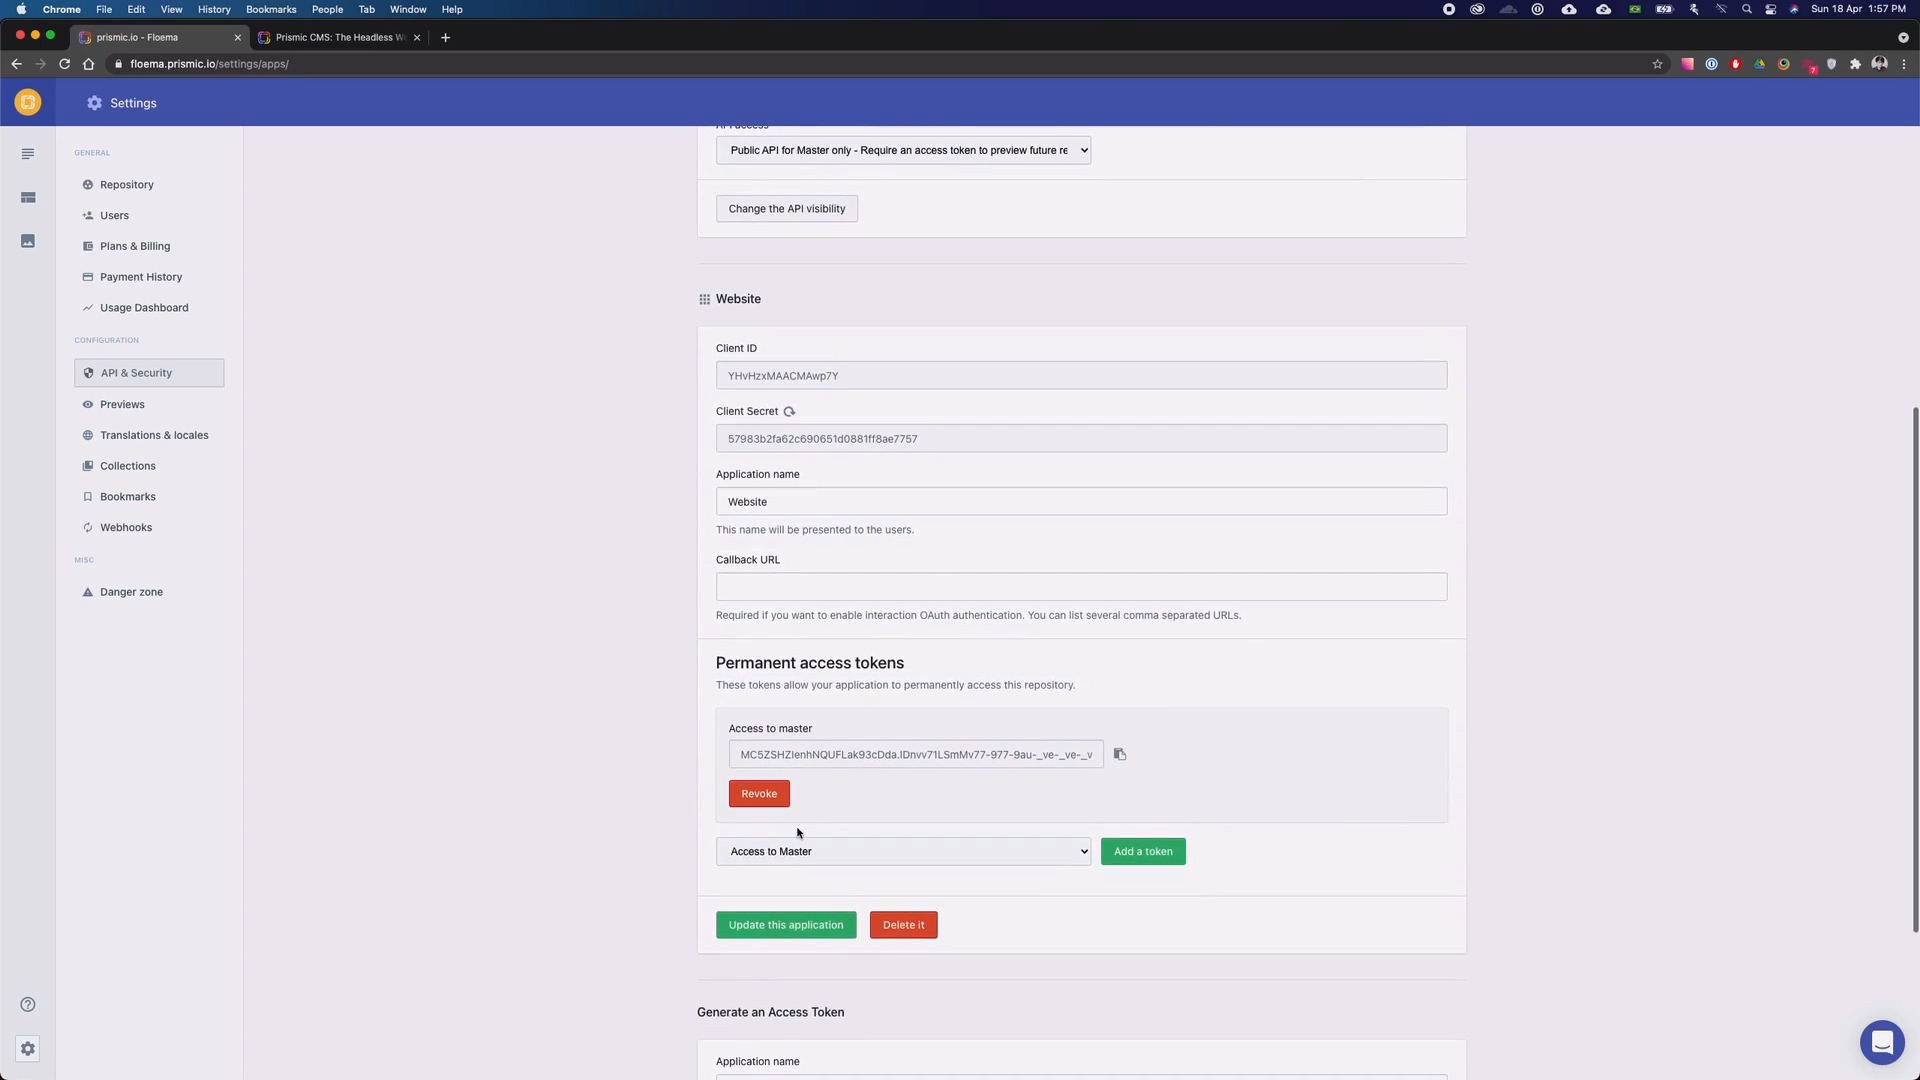 Chrome File Edit View History Bookmarks People Tab Window Help
Sun 18 Apr 1:57 PM
prismic.io - Floema
Prismic CMS: The Headless W
floema.prismic.io/settings/apps/
7
Settings
GENERAL
Repository
Users
Plans & Billing
Payment History
Usage Dashboard
CONFIGURATION
API & Security
Previews
Translations & locales
Collections
Bookmarks
Webhooks
MISC
Danger zone
API access
Public API for Master only - Require an access token to preview future re
Change the API visibility
Website
Client ID
YHvHzxMAACMAwp7Y
Client Secret
57983b2fa62c690651d0881ff8ae7757
Application name
Website
This name will be presented to the users.
Callback URL
Required if you want to enable interaction OAuth authentication. You can list several comma separated URLs.
Permanent access tokens
These tokens allow your application to permanently access this repository.
Access to master
MC5ZSHZIenhNQUFLak93cDda.IDnvv71LSmMv77-977-9au-_ve-_ve-_v
Revoke
Access to Master
Add a token
Update this application
Delete it
Generate an Access Token
Application name